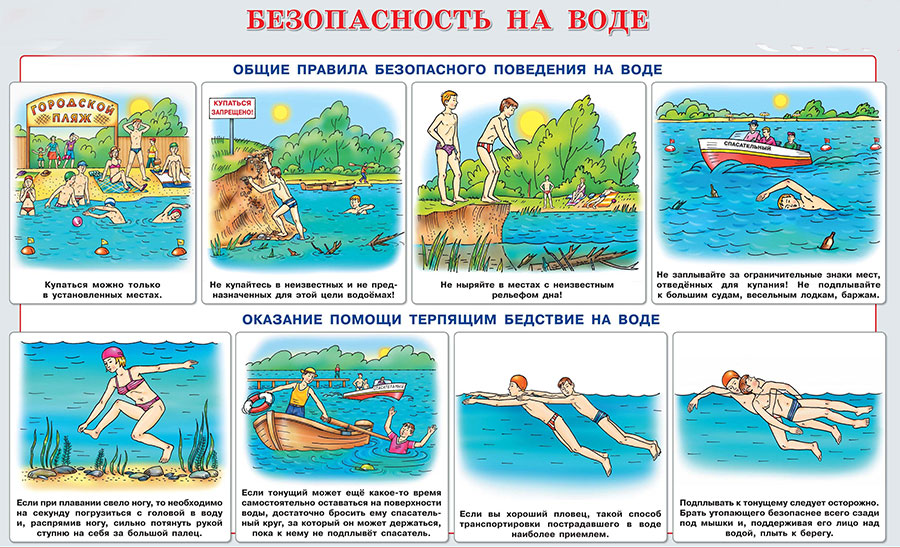 БЕЗОПАСНОСТЬ НА ВОДЕ
ОБЩИЕ ПРАВИЛА БЕЗОПАСНОГО ПОВЕДЕНИЯ НА ВОДЕ
ГОРОДСКОЙ
ПЛЯЖ
Купаться можно только
в установленных местах.
КУПАТЬСЯ
ЗАПРЕЩЕНО!
Не купайтесь в неизвестных и не пред-
назначенных для этой цели водоёмах!
Не ныряйте в местах с неизвестным
рельефом дна!
СПАСАТЕЛЬНЫЙ
Не заплывайте за ограничительные знаки мест,
отведённых для купания! Не подплывайте
к большим судам, весельным лодкам, баржам.
ОКАЗАНИЕ ПОМОЩИ ТЕРПЯЩИМ БЕДСТВИЕ НА ВОДЕ
Если при плавании свело ногу, то необходимо
на секунду погрузиться с головой в воду
и, распрямив ногу, сильно потянуть рукой
ступню на себя за большой палец.
СПАСАТЕЛЬНЫЙ
Если тонущий может ещё какое-то время
самостоятельно оставаться на поверхности
воды, достаточно бросить ему спасатель-
ный круг, за который он может держаться,
пока к нему не подплывёт спасатель.
Если вы хороший пловец, такой способ
транспортировки пострадавшего в воде
наиболее приемлем.
Подплывать к тонущему следует осторожно.
Брать утопающего безопаснее всего сзади
под мышки и, поддерживая его лицо над
водой, плыть к берегу.